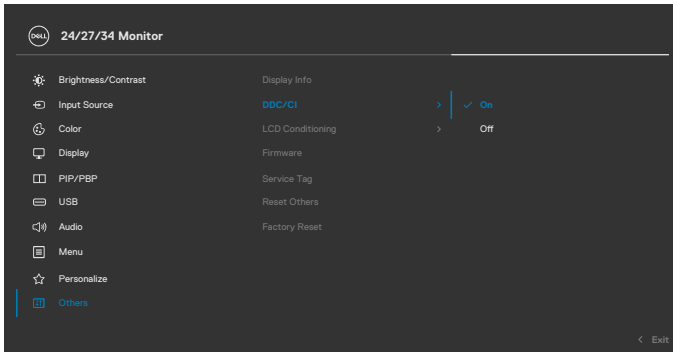 DELL 24/27/34 Monitor
Brightness/Contrast Display Info
Input Source DDC/CI > ✓ On
Color LCD Conditioning > Off
Display Firmware
PIP/PBP Service Tag
USB Reset Others
Audio Factory Reset
Menu
Personalize
Others
< Exit